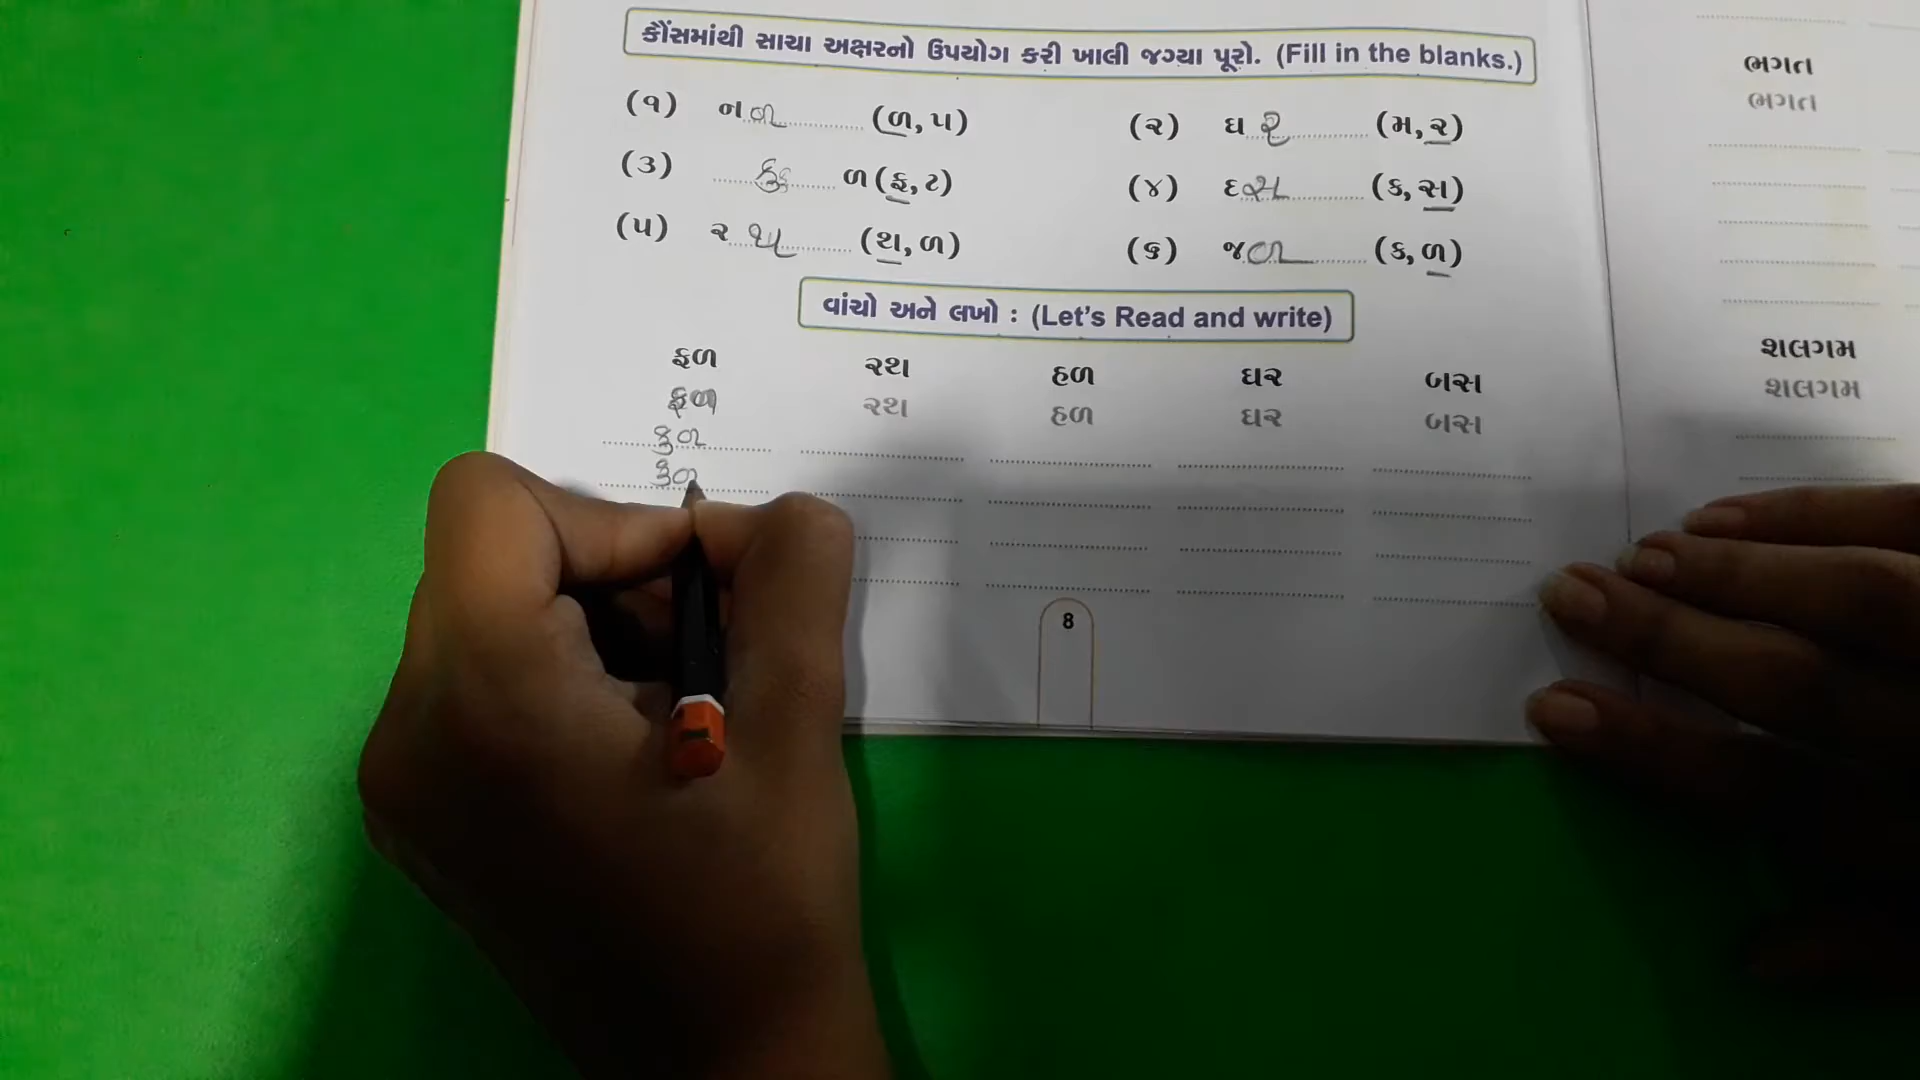 કૌંસમાંથી સાચા અક્ષરનો ઉપયોગ કરી ખાલી જગ્યા પૂરો. (Fill in the blanks.)
(૧) નળ (ળ, પ) (૨) ઘર (મ, ર)
(૩) ફળ (ફ, ટ) (૪) દસ (ક, સ)
(૫) રથ (થ, ળ) (૬) જળ (ક, ળ)
વાંચો અને લખો : (Let's Read and write)
ફળ રથ હળ ઘર બસ
ફળ રથ હળ ઘર બસ
ફળ
ફળ
8
ભગત
ભગત
શલગમ
શલગમ